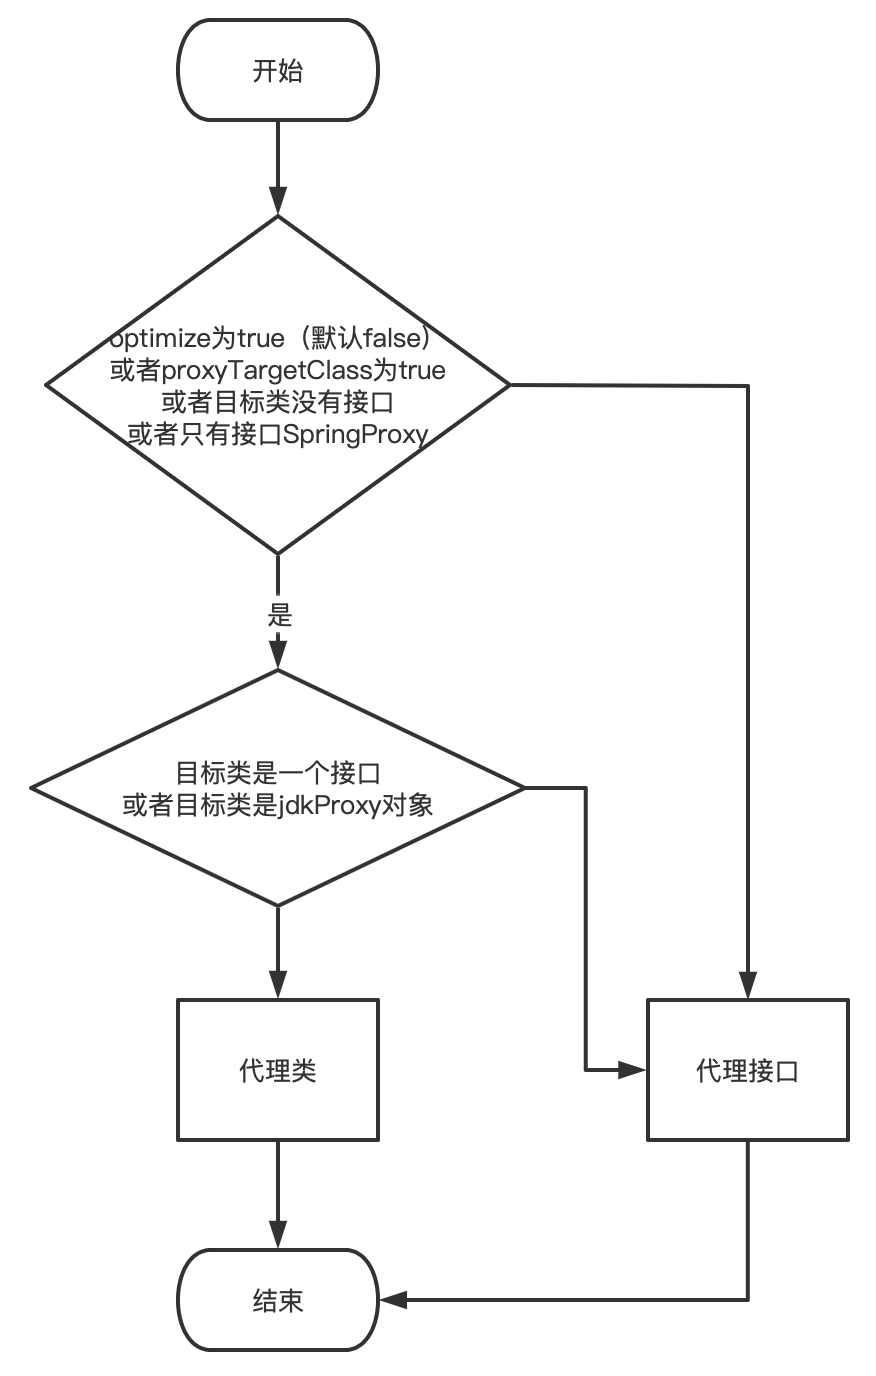 开始
optimize为true（默认false）
或者proxyTargetClass为true
或者目标类没有接口
或者只有接口SpringProxy
是
目标类是一个接口
或者目标类是jdkProxy对象
代理类
代理接口
结束